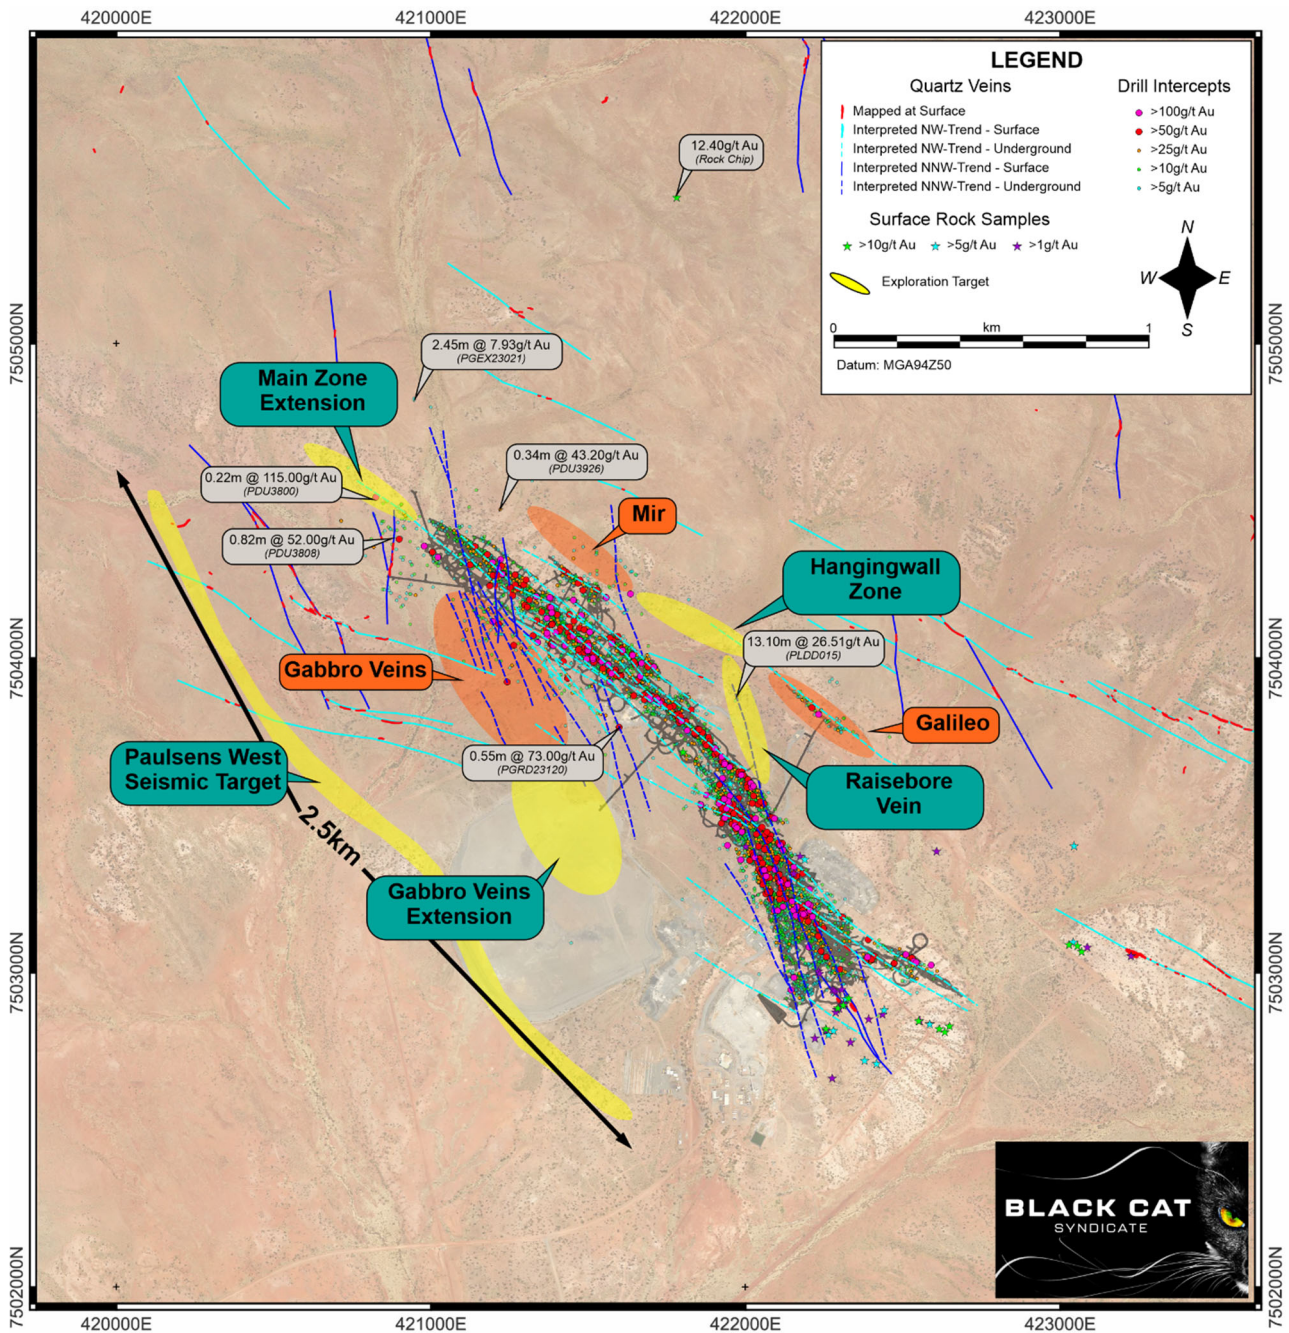 420000E
421000E
422000E
423000E
LEGEND
Quartz Veins
Mapped at Surface
Interpreted NW-Trend - Surface
Interpreted NW-Trend - Underground
Interpreted NNW-Trend - Surface
Interpreted NNW-Trend - Underground
Drill Intercepts
>100g/t Au
>50g/t Au
>25g/t Au
>10g/t Au
>5g/t Au
Surface Rock Samples
>10g/t Au
>5g/t Au
>1g/t Au
Exploration Target
N
W
E
S
0
km
1
Datum: MGA94Z50
12.40g/t Au
(Rock Chip)
7505000N
7505000N
2.45m @ 7.93g/t Au
(PGEX23021)
Main Zone
Extension
0.34m @ 43.20g/t Au
(PDU3926)
0.22m @ 115.00g/t Au
(PDU3800)
Mir
0.82m @ 52.00g/t Au
(PDU3808)
Hangingwall
Zone
13.10m @ 26.51g/t Au
(PLDD015)
7504000N
7504000N
Gabbro Veins
Galileo
Paulsens West
Seismic Target
0.55m @ 73.00g/t Au
(PGRD23120)
Raisebore
Vein
2.5km
Gabbro Veins
Extension
7503000N
7503000N
BLACK CAT
SYNDICATE
7502000N
7502000N
420000E
421000E
422000E
423000E